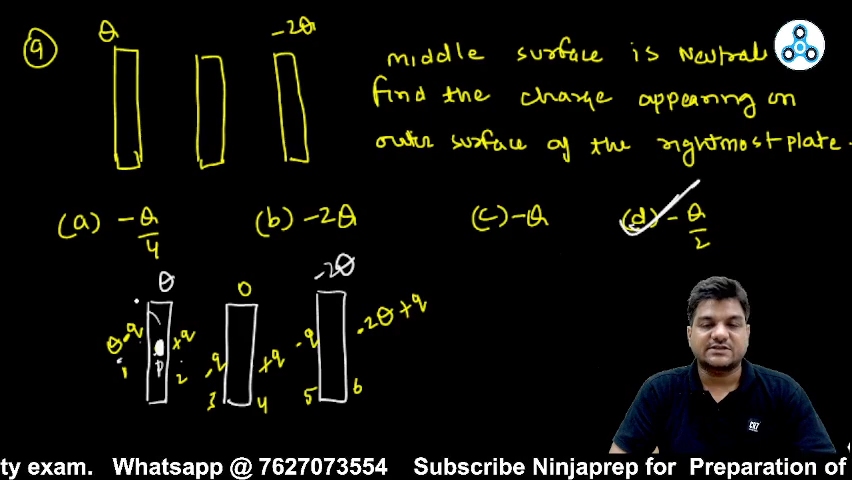 9
Q
-2Q
middle surface is Neutral
find the charge appearing on
outer surface of the rightmost plate.
(a) -Q/4
(b) -2Q
(c) -Q
(d) -Q/2
Q
0
-2Q
Q-q
+q
-q
+q
-q
-2Q+q
P
1
2
3
4
5
6
ty exam. Whatsapp @ 7627073554 Subscribe Ninjaprep for Preparation of